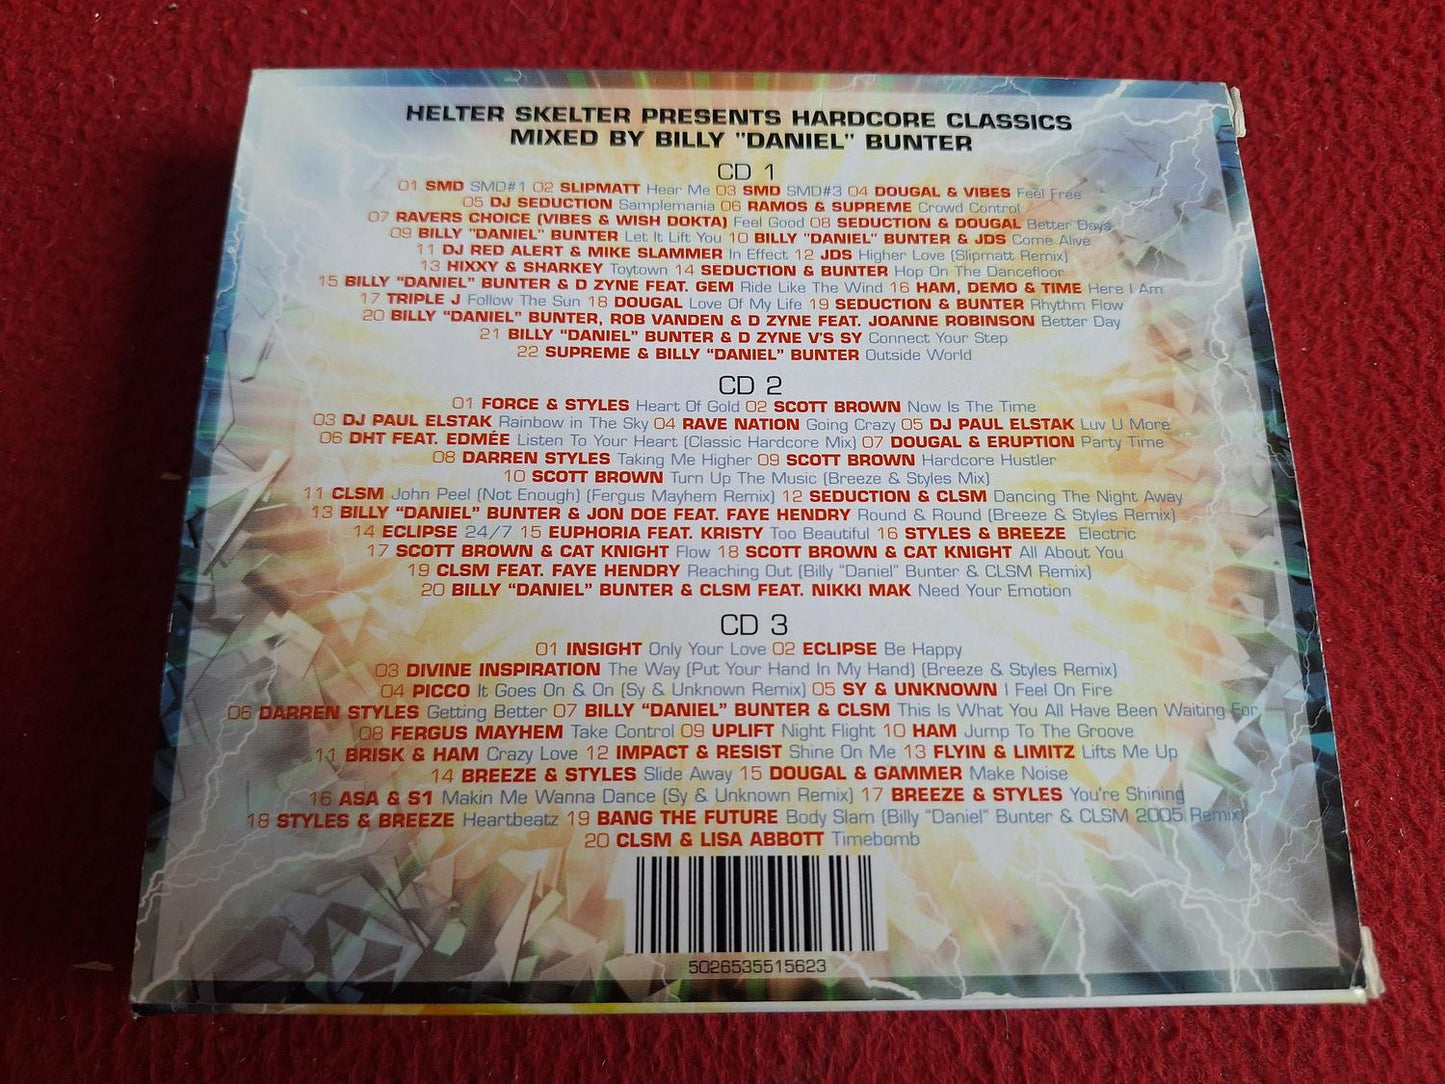 HELTER SKELTER PRESENTS HARDCORE CLASSICS
MIXED BY BILLY "DANIEL" BUNTER
CD 1
01 SMD SMD#1 02 SLIPMATT Hear Me 03 SMD SMD#3 04 DOUGAL & VIBES Feel Free
05 DJ SEDUCTION Samplemania 06 RAMOS & SUPREME Crowd Control
07 RAVERS CHOICE (VIBES & WISH DOKTA) Feel Good 08 SEDUCTION & DOUGAL Better Days
09 BILLY "DANIEL" BUNTER Let It Lift You 10 BILLY "DANIEL" BUNTER & JDS Come Alive
11 DJ RED ALERT & MIKE SLAMMER In Effect 12 JDS Higher Love (Slipmatt Remix)
13 HIXXY & SHARKEY Toytown 14 SEDUCTION & BUNTER Hop On The Dancefloor
15 BILLY "DANIEL" BUNTER & D ZYNE FEAT. GEM Ride Like The Wind 16 HAM, DEMO & TIME Here I Am
17 TRIPLE J Follow The Sun 18 DOUGAL Love Of My Life 19 SEDUCTION & BUNTER Rhythm Flow
20 BILLY "DANIEL" BUNTER, ROB VANDEN & D ZYNE FEAT. JOANNE ROBINSON Better Day
21 BILLY "DANIEL" BUNTER & D ZYNE V'S SY Connect Your Step
22 SUPREME & BILLY "DANIEL" BUNTER Outside World
CD 2
01 FORCE & STYLES Heart Of Gold 02 SCOTT BROWN Now Is The Time
03 DJ PAUL ELSTAK Rainbow in The Sky 04 RAVE NATION Going Crazy 05 DJ PAUL ELSTAK Luv U More
06 DHT FEAT. EDMÉE Listen To Your Heart (Classic Hardcore Mix) 07 DOUGAL & ERUPTION Party Time
08 DARREN STYLES Taking Me Higher 09 SCOTT BROWN Hardcore Hustler
10 SCOTT BROWN Turn Up The Music (Breeze & Styles Mix)
11 CLSM John Peel (Not Enough) (Fergus Mayhem Remix) 12 SEDUCTION & CLSM Dancing The Night Away
13 BILLY "DANIEL" BUNTER & JON DOE FEAT. FAYE HENDRY Round & Round (Breeze & Styles Remix)
14 ECLIPSE 24/7 15 EUPHORIA FEAT. KRISTY Too Beautiful 16 STYLES & BREEZE Electric
17 SCOTT BROWN & CAT KNIGHT Flow 18 SCOTT BROWN & CAT KNIGHT All About You
19 CLSM FEAT. FAYE HENDRY Reaching Out (Billy "Daniel" Bunter & CLSM Remix)
20 BILLY "DANIEL" BUNTER & CLSM FEAT. NIKKI MAK Need Your Emotion
CD 3
01 INSIGHT Only Your Love 02 ECLIPSE Be Happy
03 DIVINE INSPIRATION The Way (Put Your Hand In My Hand) (Breeze & Styles Remix)
04 PICCO It Goes On & On (Sy & Unknown Remix) 05 SY & UNKNOWN I Feel On Fire
06 DARREN STYLES Getting Better 07 BILLY "DANIEL" BUNTER & CLSM This Is What You All Have Been Waiting For
08 FERGUS MAYHEM Take Control 09 UPLIFT Night Flight 10 HAM Jump To The Groove
11 BRISK & HAM Crazy Love 12 IMPACT & RESIST Shine On Me 13 FLYIN & LIMITZ Lifts Me Up
14 BREEZE & STYLES Slide Away 15 DOUGAL & GAMMER Make Noise
16 ASA & S1 Makin Me Wanna Dance (Sy & Unknown Remix) 17 BREEZE & STYLES You're Shining
18 STYLES & BREEZE Heartbeatz 19 BANG THE FUTURE Body Slam (Billy "Daniel" Bunter & CLSM 2005 Remix)
20 CLSM & LISA ABBOTT Timebomb
5026535515623